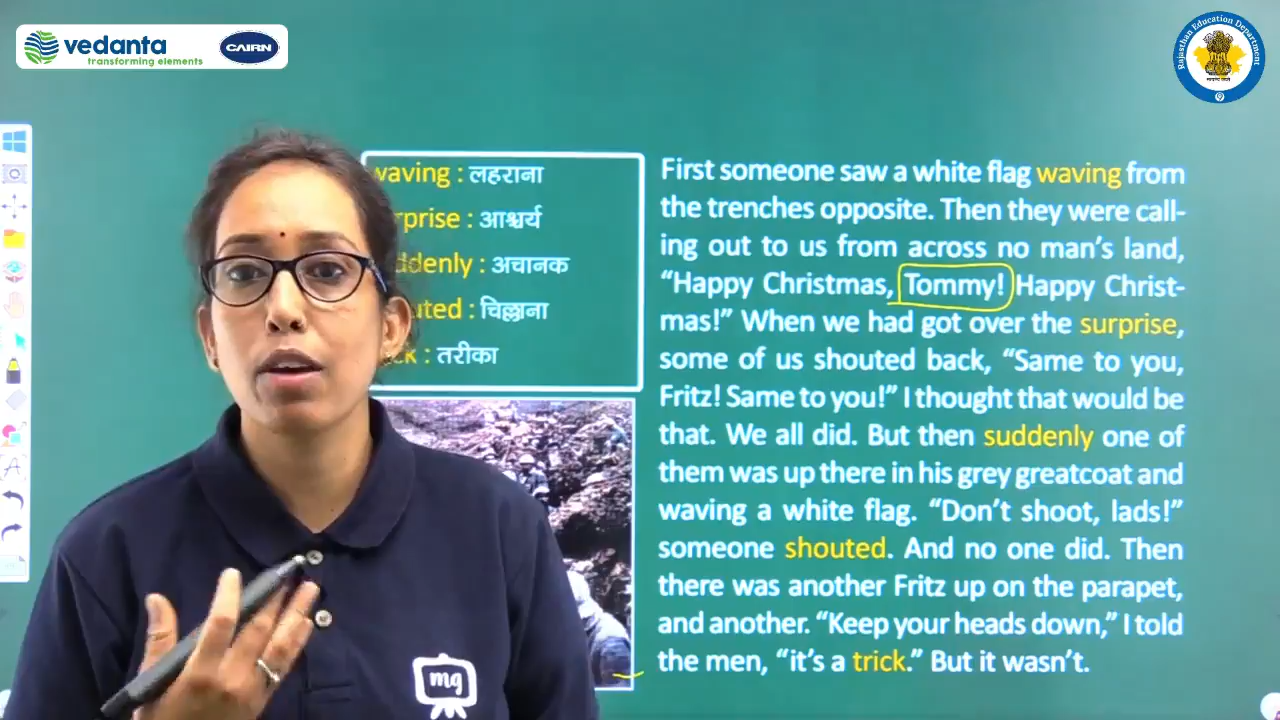 vedanta
transforming elements
CAIRN
Rajasthan Education Department
waving : लहराना
rprise : आश्चर्य
ddenly : अचानक
uted : चिल्लाना
ck : तरीका
First someone saw a white flag waving from
the trenches opposite. Then they were call-
ing out to us from across no man’s land,
“Happy Christmas, Tommy! Happy Christ-
mas!” When we had got over the surprise,
some of us shouted back, “Same to you,
Fritz! Same to you!” I thought that would be
that. We all did. But then suddenly one of
them was up there in his grey greatcoat and
waving a white flag. “Don’t shoot, lads!”
someone shouted. And no one did. Then
there was another Fritz up on the parapet,
and another. “Keep your heads down,” I told
the men, “it’s a trick.” But it wasn’t.
mg